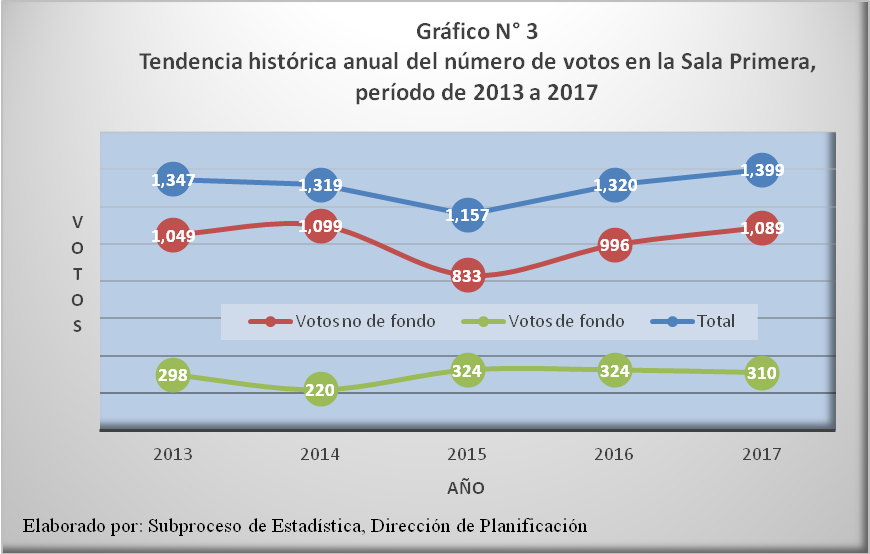 Gráfico N° 3
Tendencia histórica anual del número de votos en la Sala Primera,
período de 2013 a 2017
VOTOS
1,347 1,319 1,157 1,320 1,399
1,049 1,099 833 996 1,089
Votos no de fondo Votos de fondo Total
298 220 324 324 310
2013 2014 2015 2016 2017
AÑO
Elaborado por: Subproceso de Estadística, Dirección de Planificación